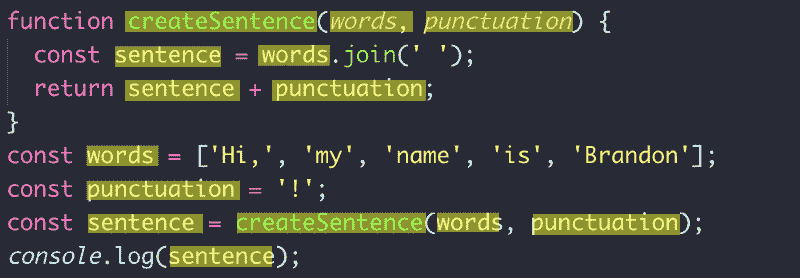 function createSentence(words, punctuation) {
  const sentence = words.join(' ');
  return sentence + punctuation;
}
const words = ['Hi,', 'my', 'name', 'is', 'Brandon'];
const punctuation = '!';
const sentence = createSentence(words, punctuation);
console.log(sentence);